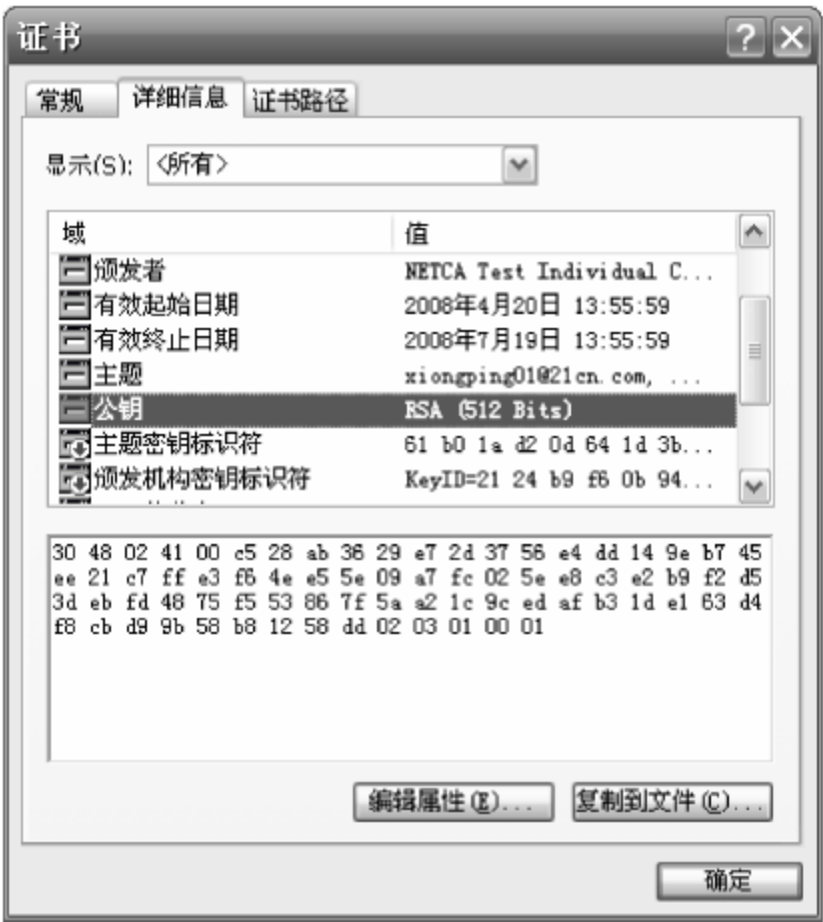 证书
常规 详细信息 证书路径
显示(S): <所有>
域 值
颁发者 NETCA Test Individual C...
有效起始日期 2008年4月20日 13:55:59
有效终止日期 2008年7月19日 13:55:59
主题 xiongping01@21cn.com, ...
公钥 RSA (512 Bits)
主题密钥标识符 61 b0 1a d2 0d 64 1d 3b...
颁发机构密钥标识符 KeyID=21 24 b9 f6 0b 94...
30 48 02 41 00 c5 28 ab 36 29 e7 2d 37 56 e4 dd 14 9e b7 45
ee 21 c7 ff e3 f6 4e e5 5e 09 a7 fc 02 5e e8 c3 e2 b9 f2 d5
3d eb fd 48 75 f5 53 86 7f 5a a2 1c 9c ed af b3 1d e1 63 d4
f8 cb d9 9b 58 b8 12 58 dd 02 03 01 00 01
编辑属性(E)... 复制到文件(C)...
确定